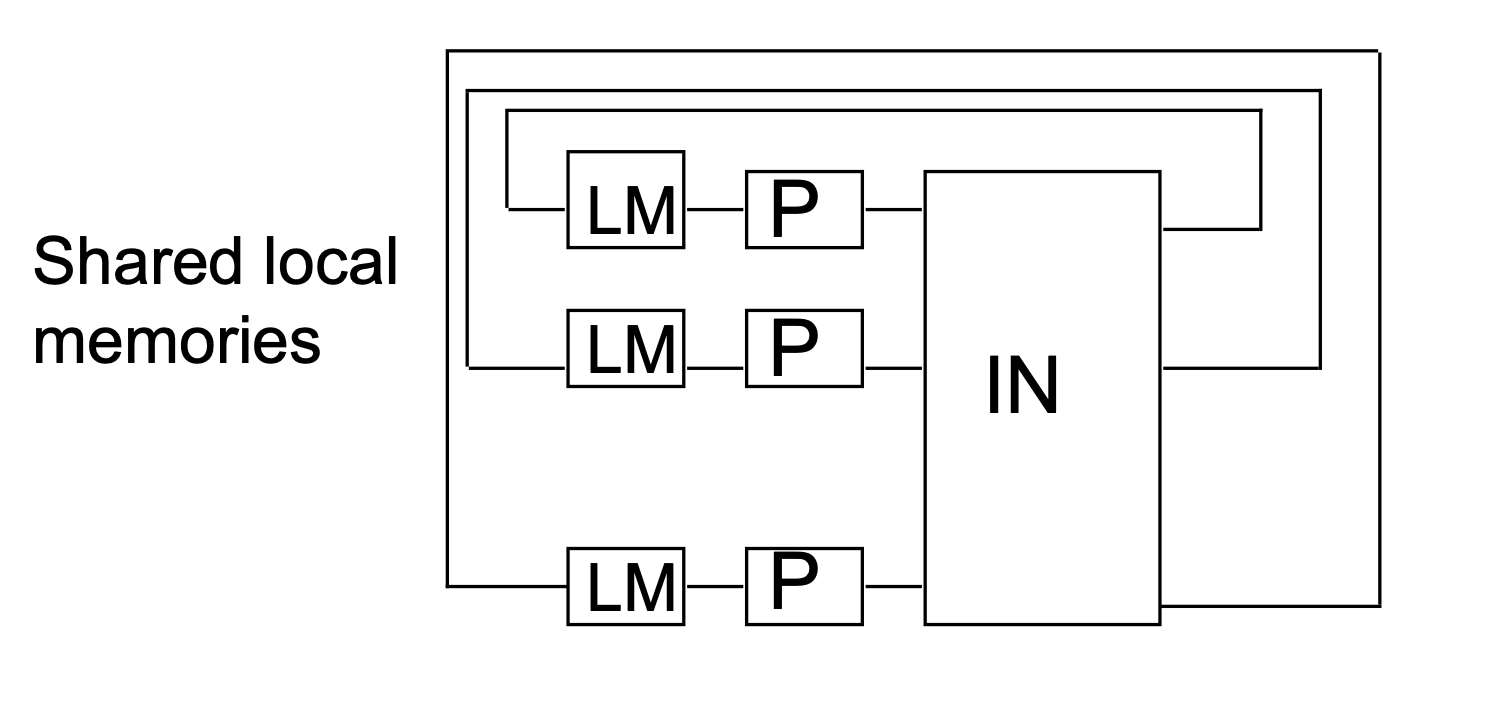 LM P
Shared local
memories
LM P
IN
LM P